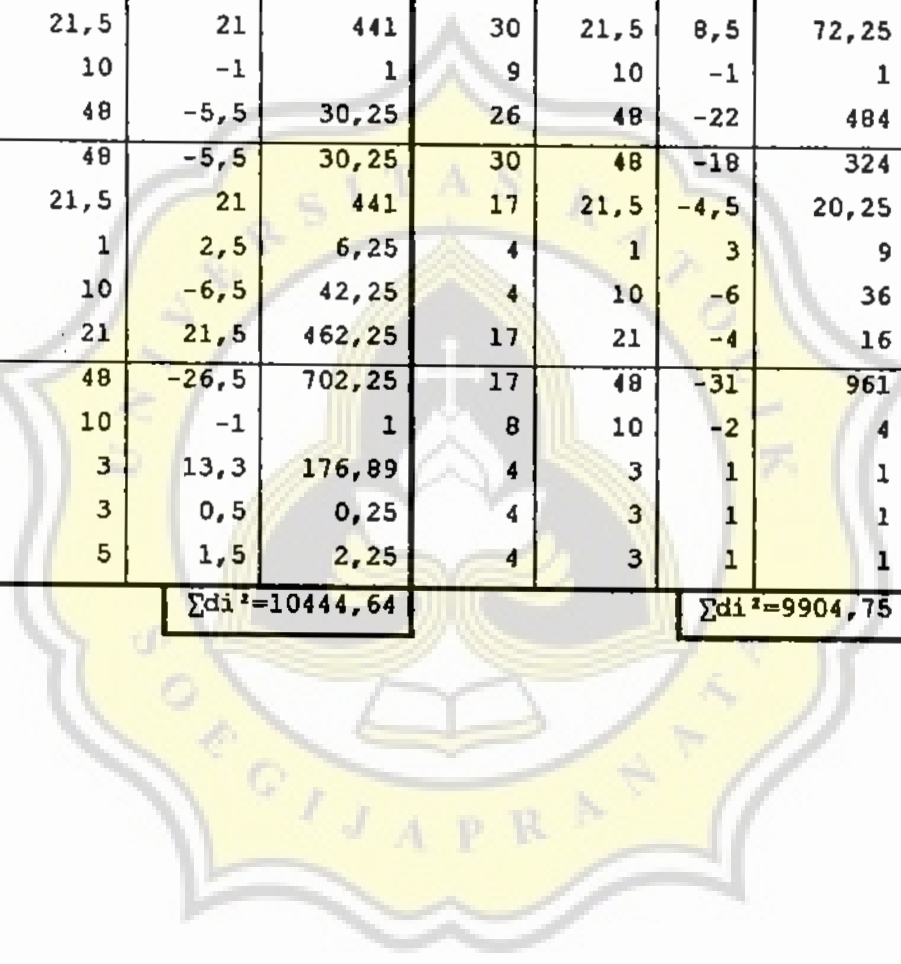 21,5 21 441 30 21,5 8,5 72,25
10 -1 1 9 10 -1 1
48 -5,5 30,25 26 48 -22 484
48 -5,5 30,25 30 48 -18 324
21,5 21 441 17 21,5 -4,5 20,25
1 2,5 6,25 4 1 3 9
10 -6,5 42,25 4 10 -6 36
21 21,5 462,25 17 21 -4 16
48 -26,5 702,25 17 48 -31 961
10 -1 1 8 10 -2 4
3 13,3 176,89 4 3 1 1
3 0,5 0,25 4 3 1 1
5 1,5 2,25 4 3 1 1
∑di²=10444,64 ∑di²=9904,75
UNIVERSITAS KATOLIK
SOEGIJAPRANATA